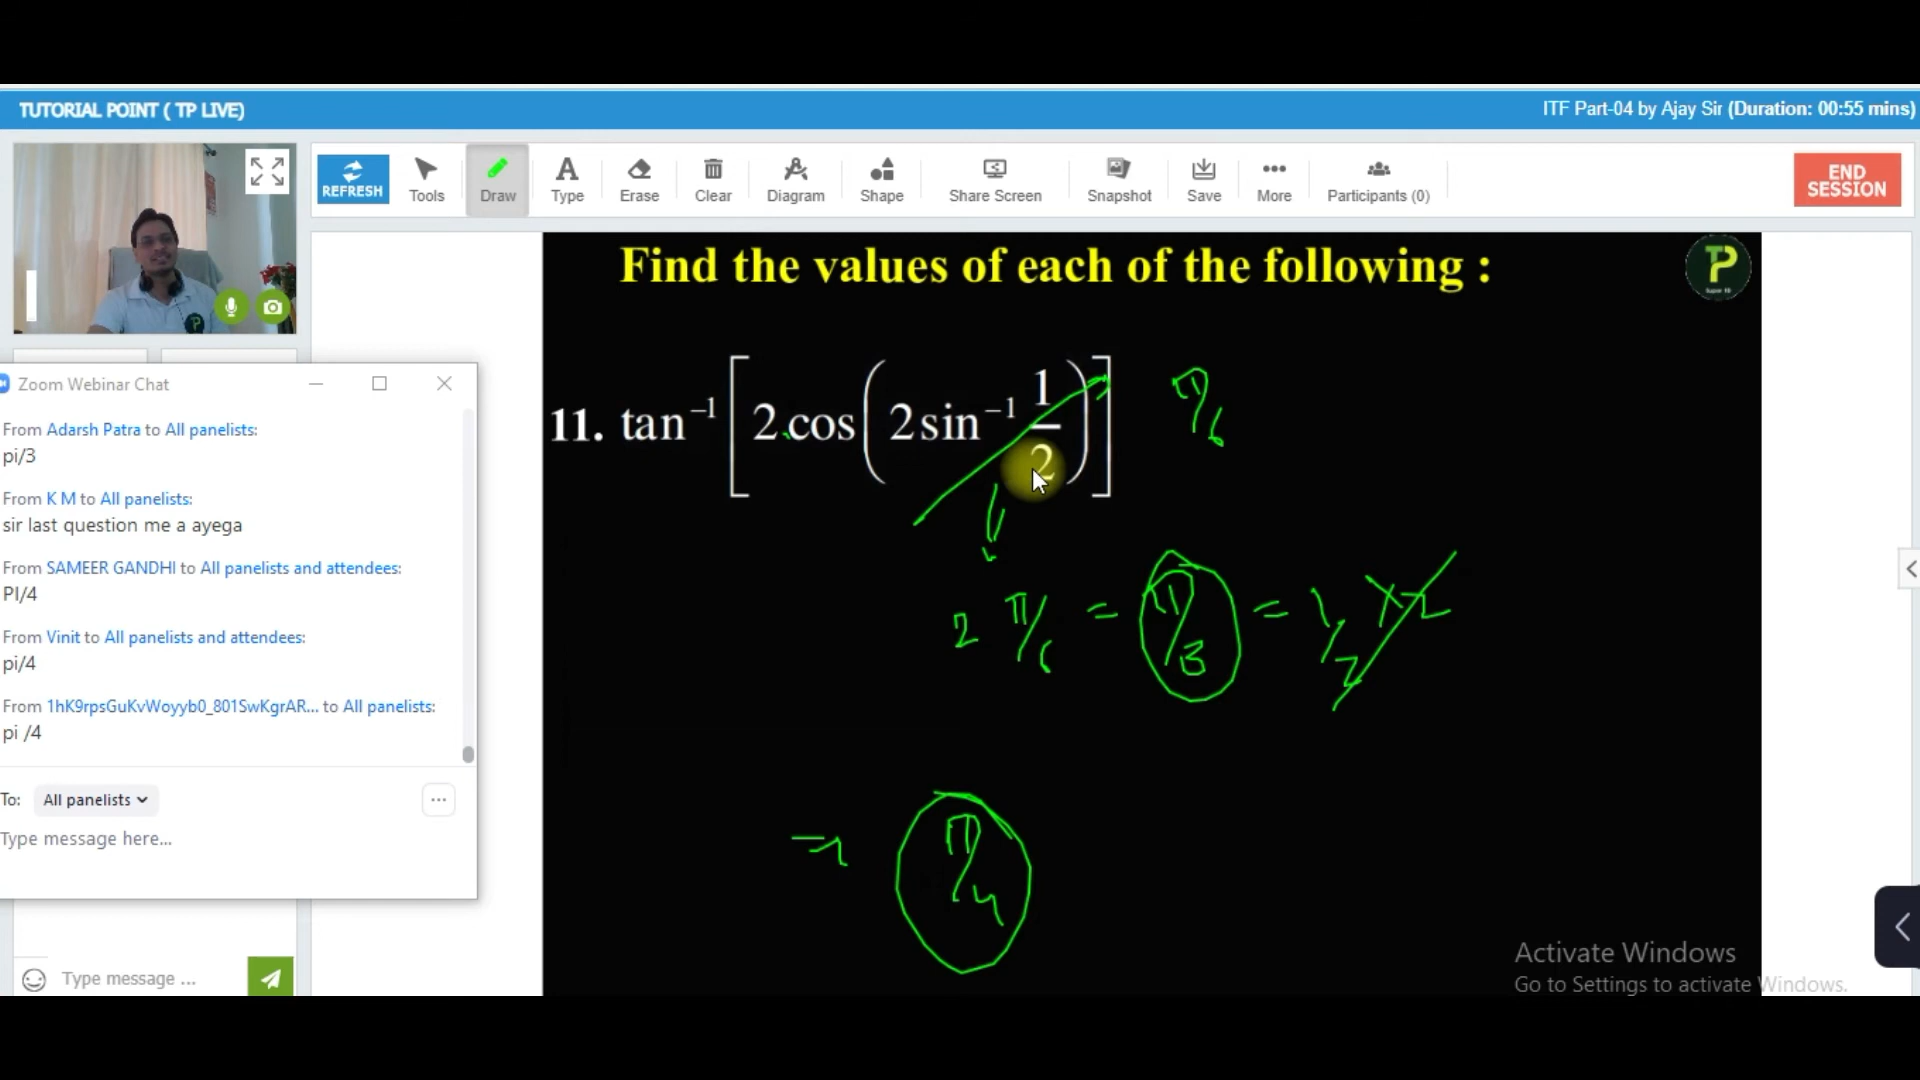 TUTORIAL POINT ( TP LIVE)
ITF Part-04 by Ajay Sir (Duration: 00:55 mins)
REFRESH
Tools
Draw
Type
Erase
Clear
Diagram
Shape
Share Screen
Snapshot
Save
More
Participants (0)
END SESSION
Find the values of each of the following :
TP
11. tan⁻¹[2cos(2sin⁻¹ 1/2)] π/6
2 π/6 = π/3 = 1/2 × 2
= π/4
Zoom Webinar Chat
From Adarsh Patra to All panelists:
pi/3
From K M to All panelists:
sir last question me a ayega
From SAMEER GANDHI to All panelists and attendees:
PI/4
From Vinit to All panelists and attendees:
pi/4
From 1hK9rpsGuKvWoyyb0_801SwKgrAR... to All panelists:
pi /4
To: All panelists
Type message here...
Type message ...
Activate Windows
Go to Settings to activate Windows.